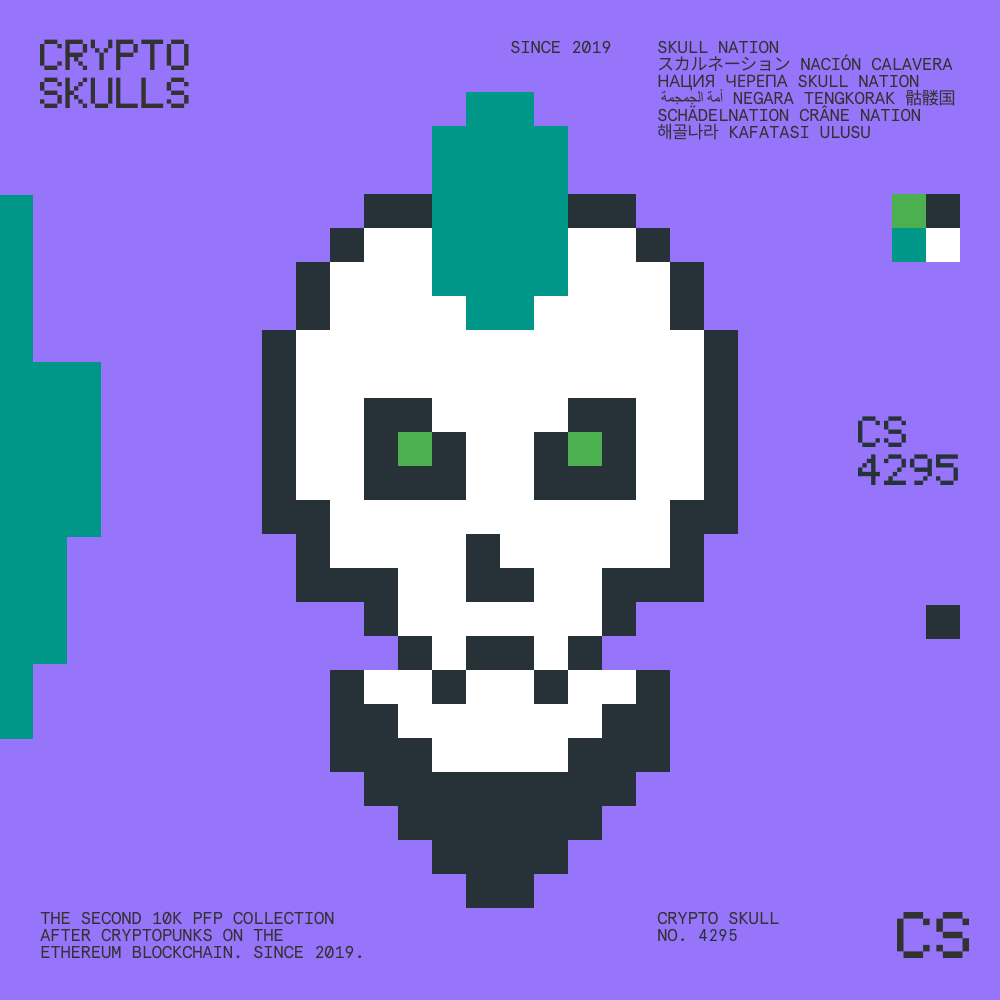 CRYPTO
SKULLS
SINCE 2019
SKULL NATION
スカルネーション NACIÓN CALAVERA
НАЦИЯ ЧЕРЕПА SKULL NATION
أمة الجمجمة NEGARA TENGKORAK 骷髅国
SCHÄDELNATION CRÂNE NATION
해골나라 KAFATASI ULUSU
CS
4295
THE SECOND 10K PFP COLLECTION
AFTER CRYPTOPUNKS ON THE
ETHEREUM BLOCKCHAIN. SINCE 2019.
CRYPTO SKULL
NO. 4295
CS